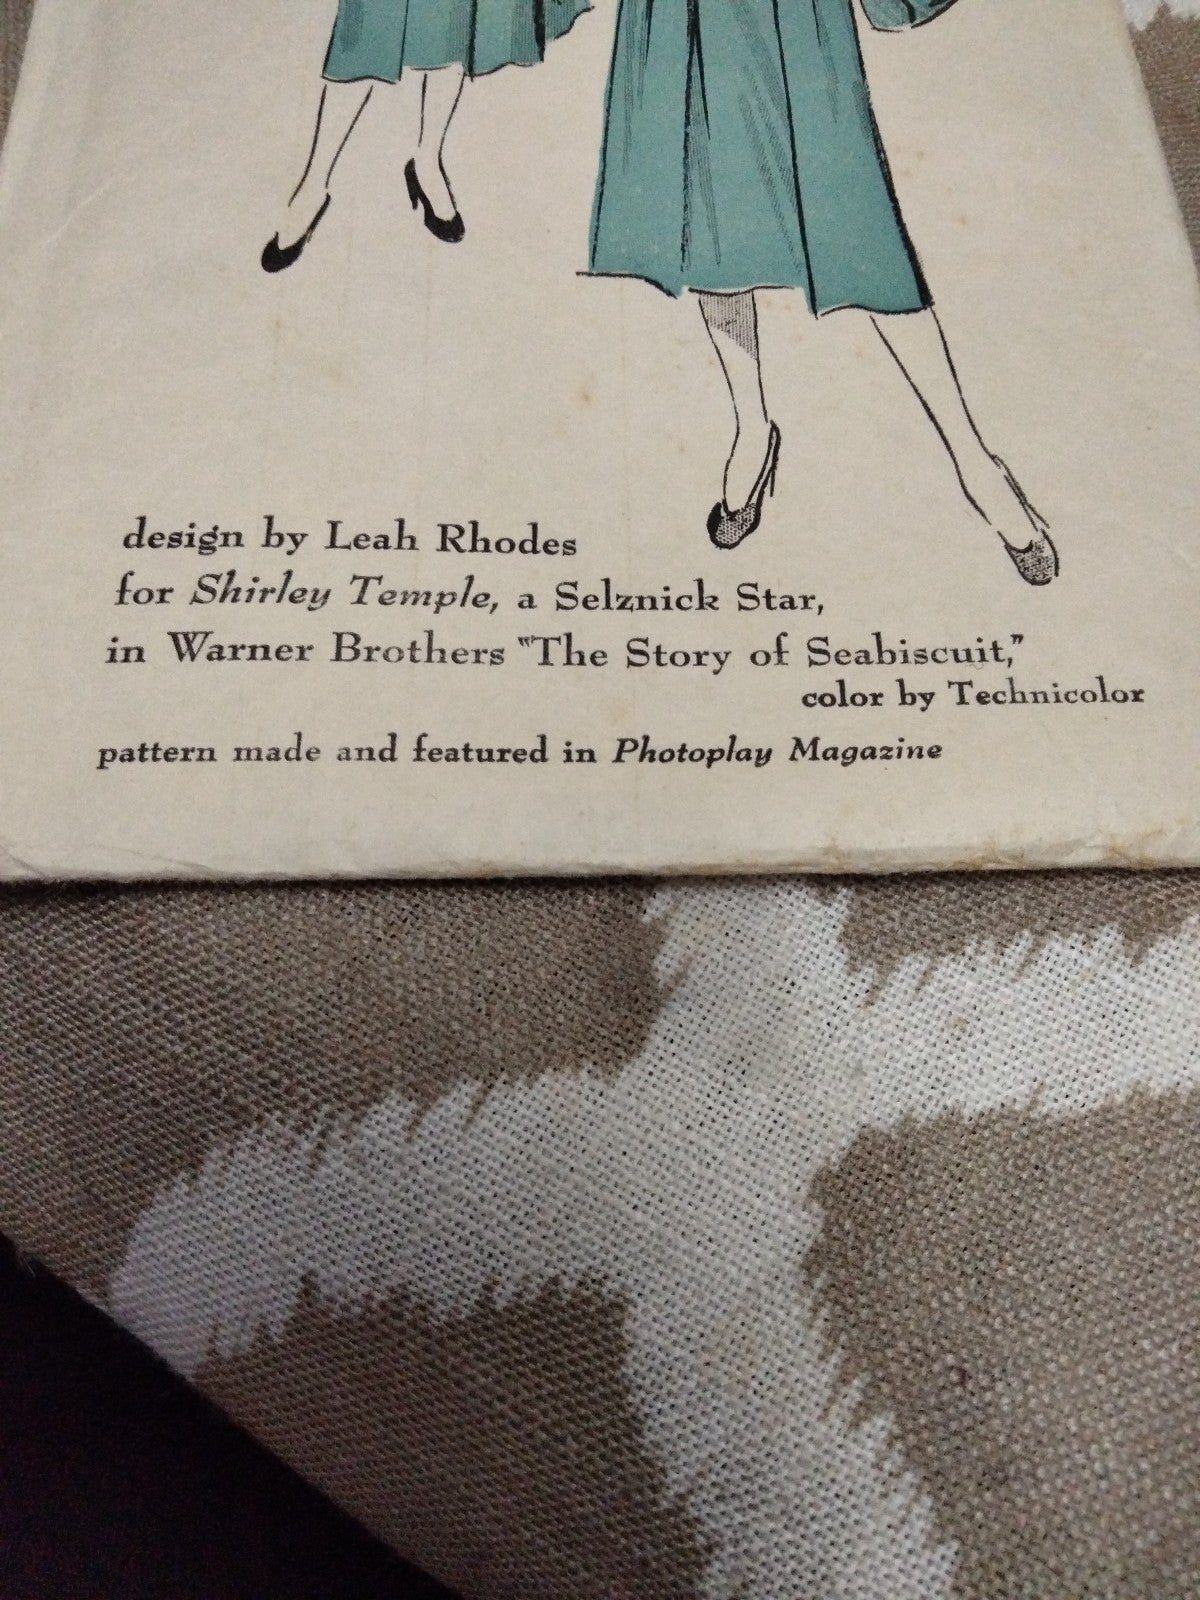 design by Leah Rhodes
for Shirley Temple, a Selznick Star,
in Warner Brothers "The Story of Seabiscuit,"
color by Technicolor
pattern made and featured in Photoplay Magazine